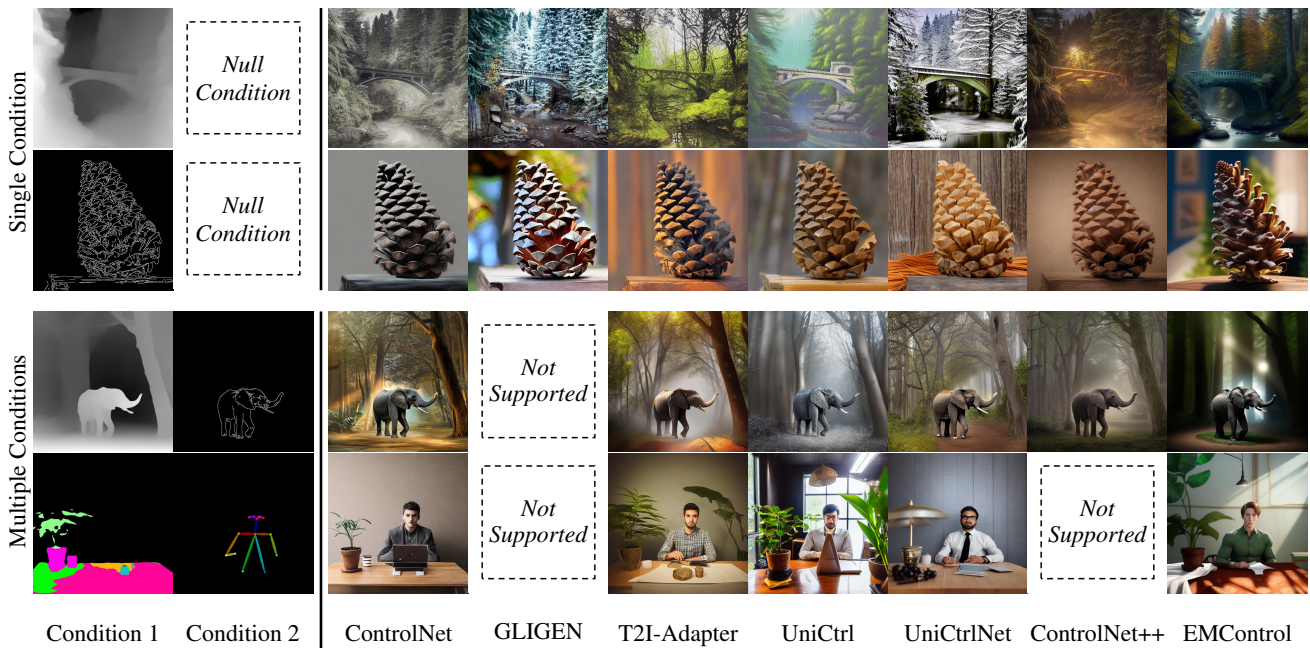 Single Condition
Null
Condition
Null
Condition
Multiple Conditions
Not
Supported
Not
Supported
Not
Supported
Condition 1
Condition 2
ControlNet
GLIGEN
T2I-Adapter
UniCtrl
UniCtrlNet
ControlNet++
EMControl